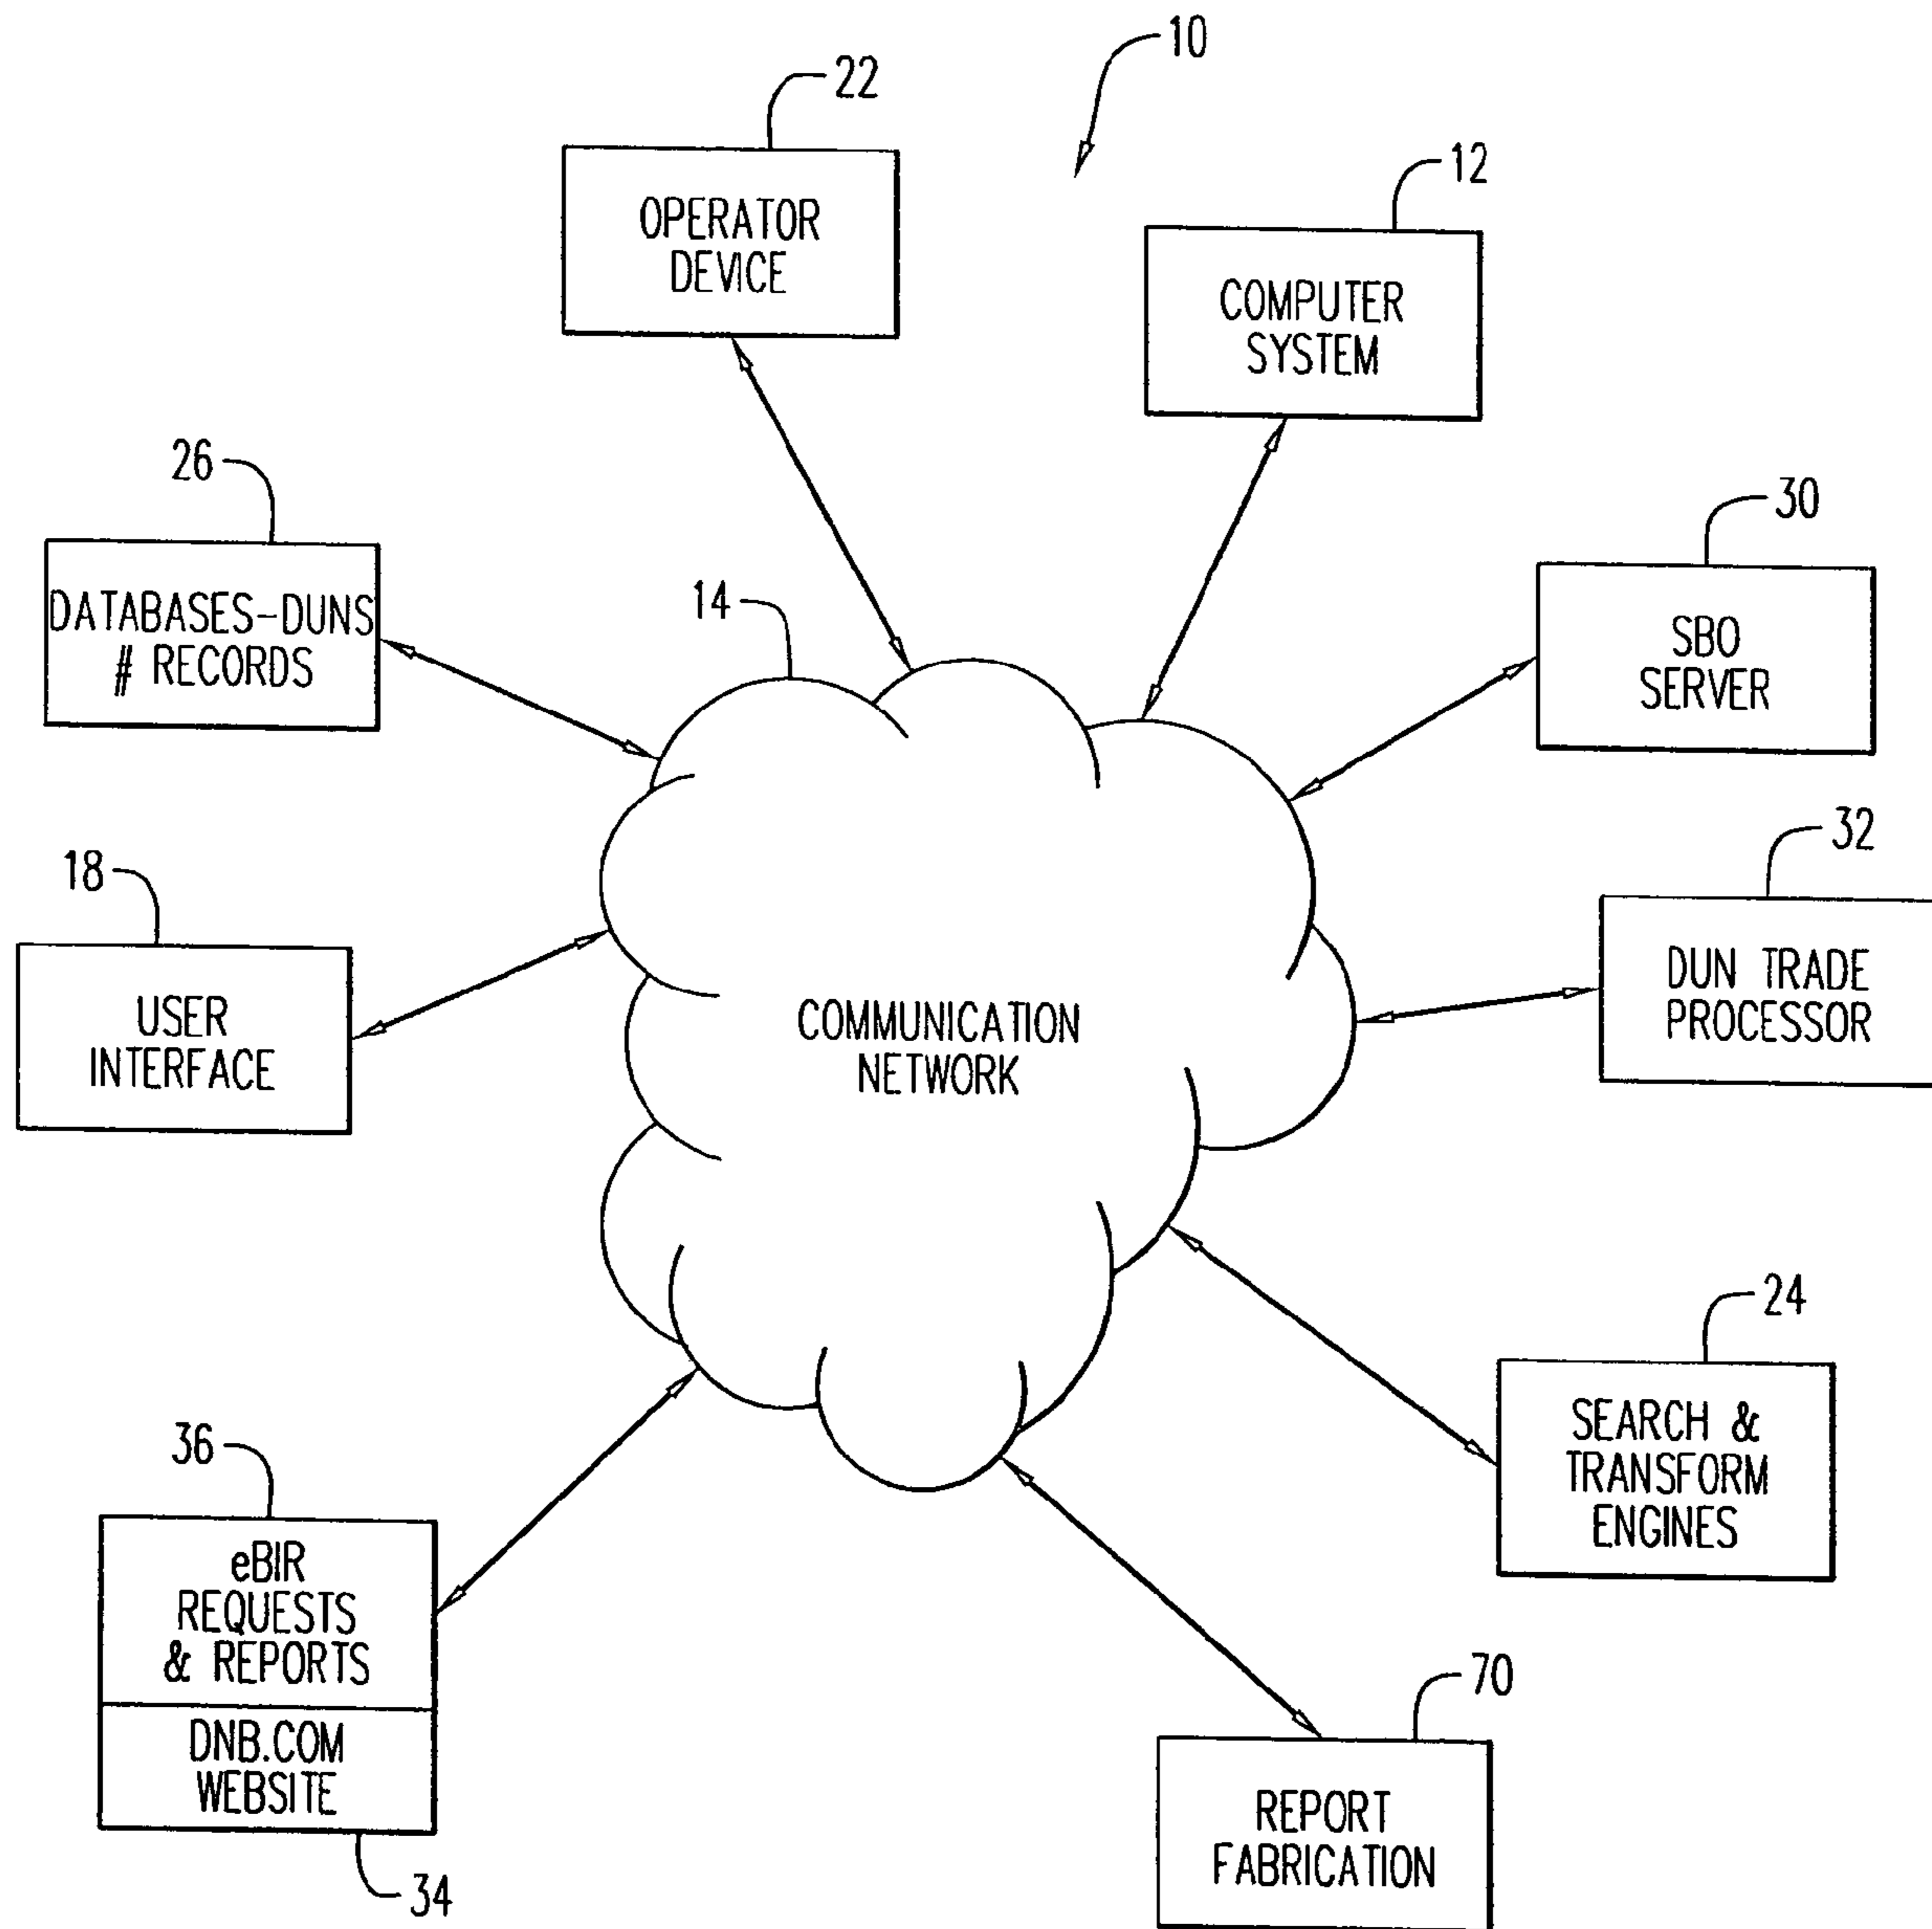 10
22
OPERATOR
DEVICE
12
COMPUTER
SYSTEM
26
DATABASES-DUNS
# RECORDS
14
30
SBO
SERVER
18
USER
INTERFACE
COMMUNICATION
NETWORK
32
DUN TRADE
PROCESSOR
24
SEARCH &
TRANSFORM
ENGINES
36
eBIR
REQUESTS
& REPORTS
DNB.COM
WEBSITE
34
70
REPORT
FABRICATION